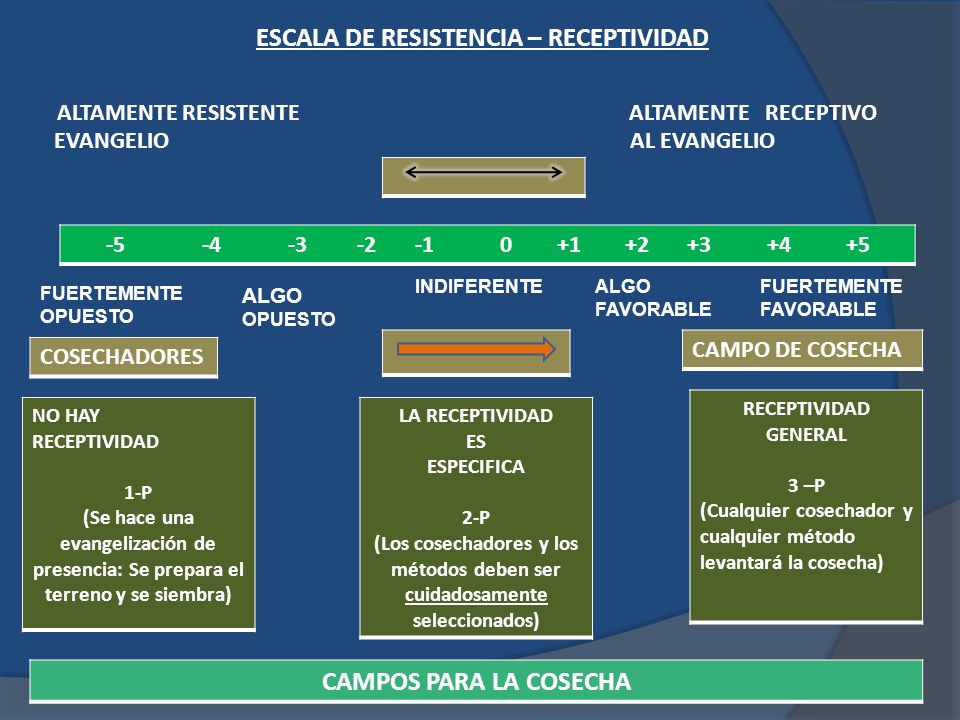 ESCALA DE RESISTENCIA – RECEPTIVIDAD
ALTAMENTE RESISTENTE ALTAMENTE RECEPTIVO
EVANGELIO AL EVANGELIO
-5 -4 -3 -2 -1 0 +1 +2 +3 +4 +5
FUERTEMENTE
OPUESTO
ALGO
OPUESTO
INDIFERENTE
ALGO
FAVORABLE
FUERTEMENTE
FAVORABLE
COSECHADORES
CAMPO DE COSECHA
NO HAY
RECEPTIVIDAD
1-P
(Se hace una
evangelización de
presencia: Se prepara el
terreno y se siembra)
LA RECEPTIVIDAD
ES
ESPECIFICA
2-P
(Los cosechadores y los
métodos deben ser
cuidadosamente
seleccionados)
RECEPTIVIDAD
GENERAL
3 –P
(Cualquier cosechador y
cualquier método
levantará la cosecha)
CAMPOS PARA LA COSECHA